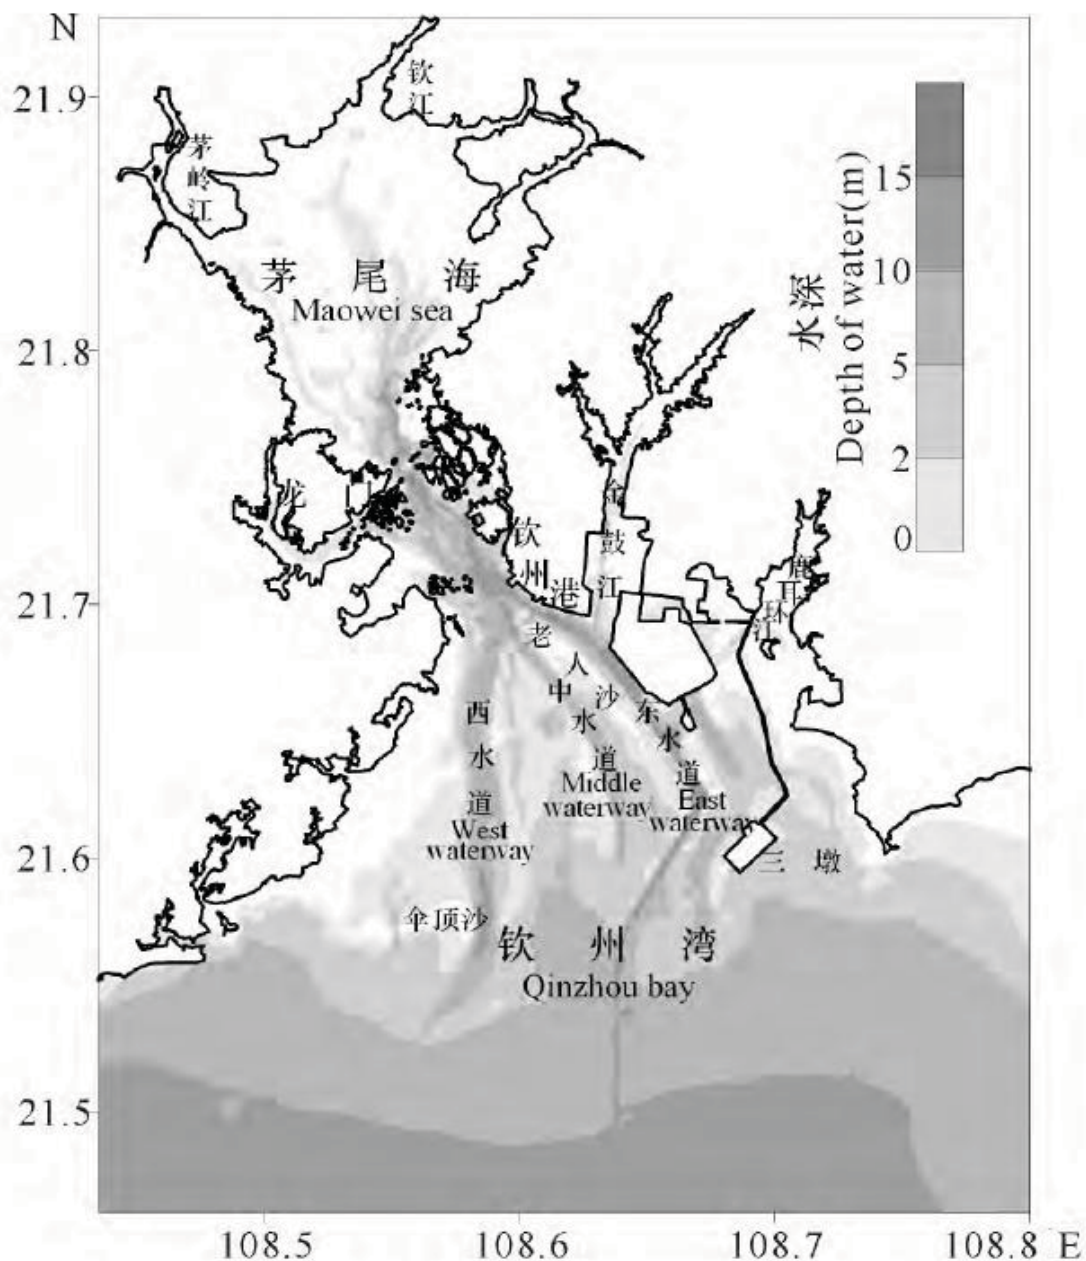 N
21.9
21.8
21.7
21.6
21.5
108.5
108.6
108.7
108.8 E
钦江
茅岭江
茅尾海
Maowei sea
水深
Depth of water(m)
15
10
5
2
0
龙
钦州港
金鼓江
鹿耳环江
老人沙
中水道
Middle
waterway
东水道
East
waterway
西水道
West
waterway
三墩
伞顶沙
钦州湾
Qinzhou bay